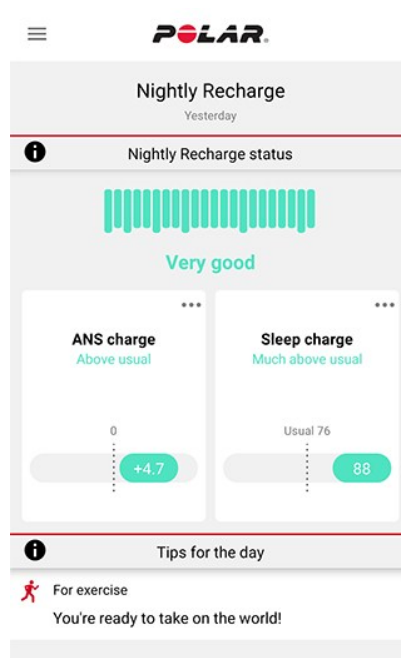 POLAR.
Nightly Recharge
Yesterday
Nightly Recharge status
Very good
ANS charge
Above usual
0
+4.7
Sleep charge
Much above usual
Usual 76
88
Tips for the day
For exercise
You're ready to take on the world!